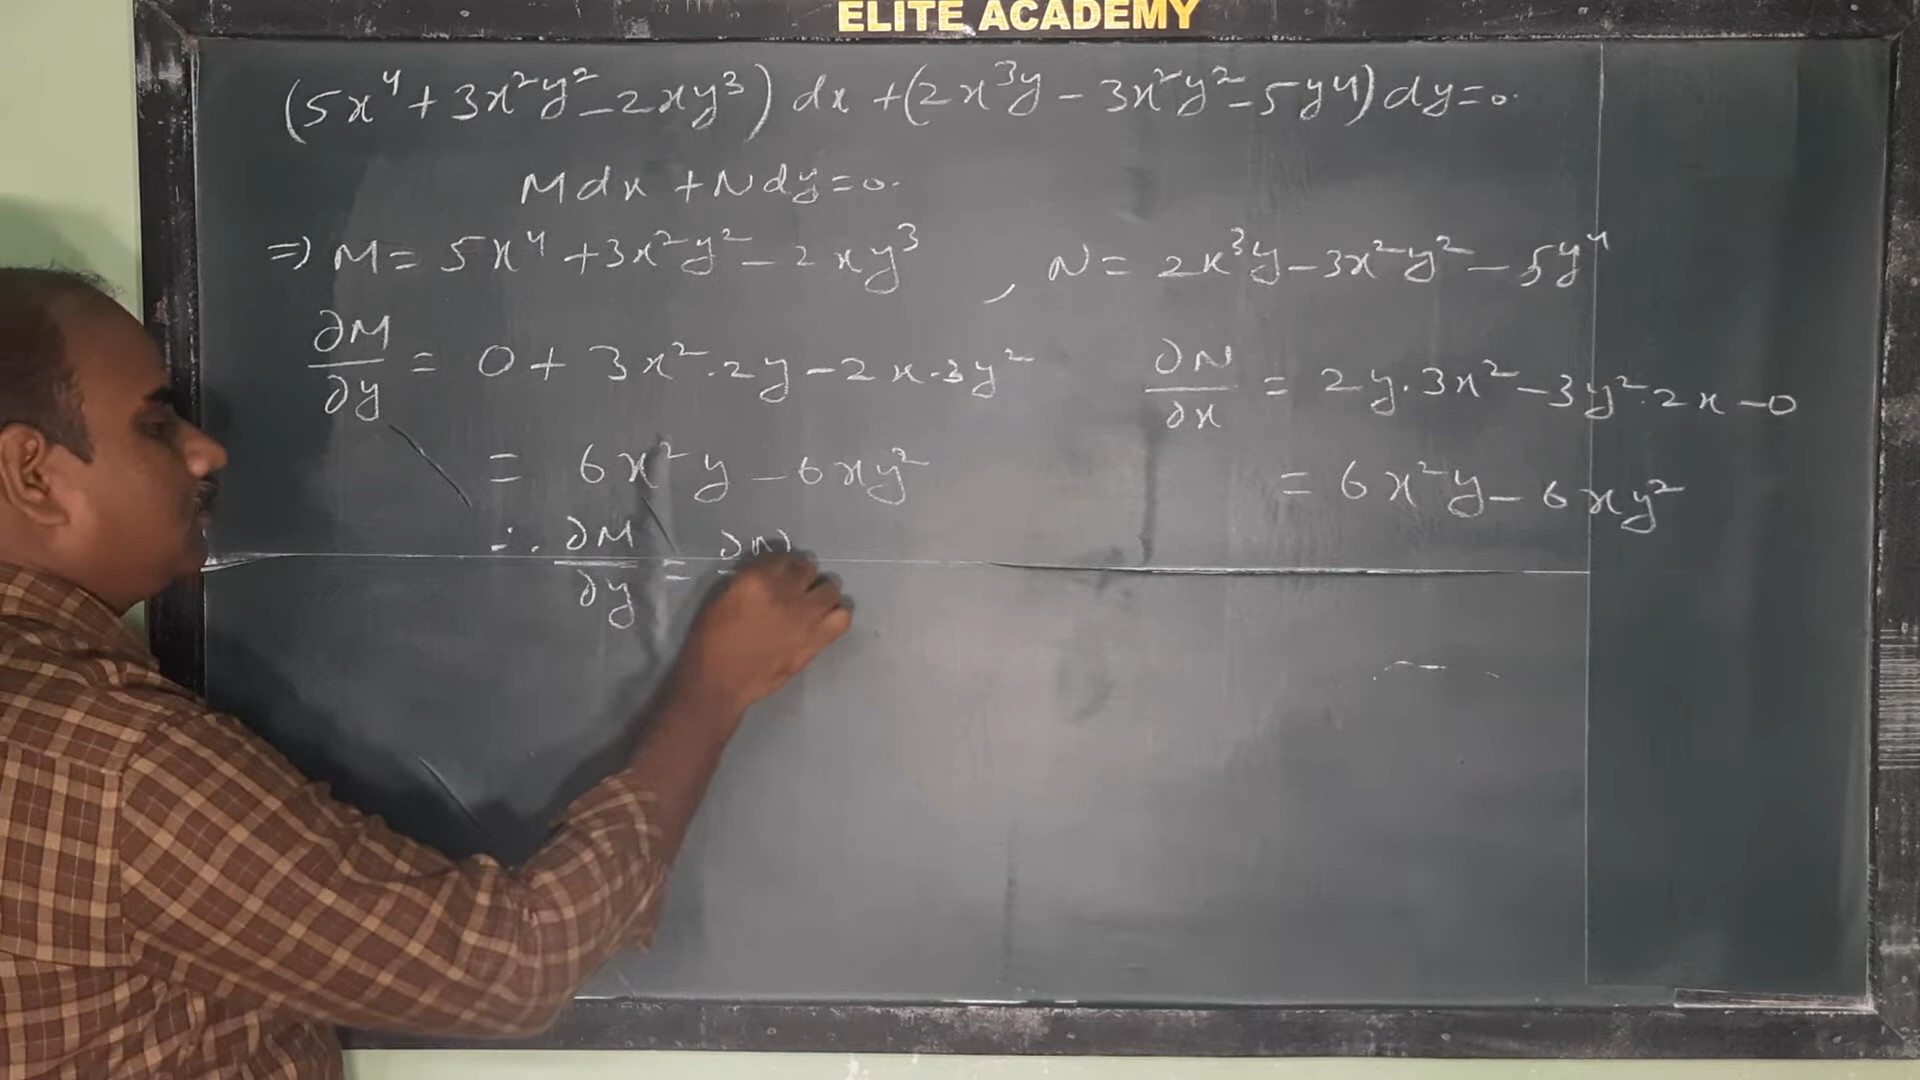 ELITE ACADEMY
(5x⁴ + 3x²y² - 2xy³) dx + (2x³y - 3x²y² - 5y⁴) dy = 0.
Mdx + Ndy = 0.
⇒ M = 5x⁴ + 3x²y² - 2xy³ , N = 2x³y - 3x²y² - 5y⁴
∂M/∂y = 0 + 3x²·2y - 2x·3y²
∂N/∂x = 2y·3x² - 3y²·2x - 0
= 6x²y - 6xy²
= 6x²y - 6xy²
∴ ∂M/∂y = ∂N